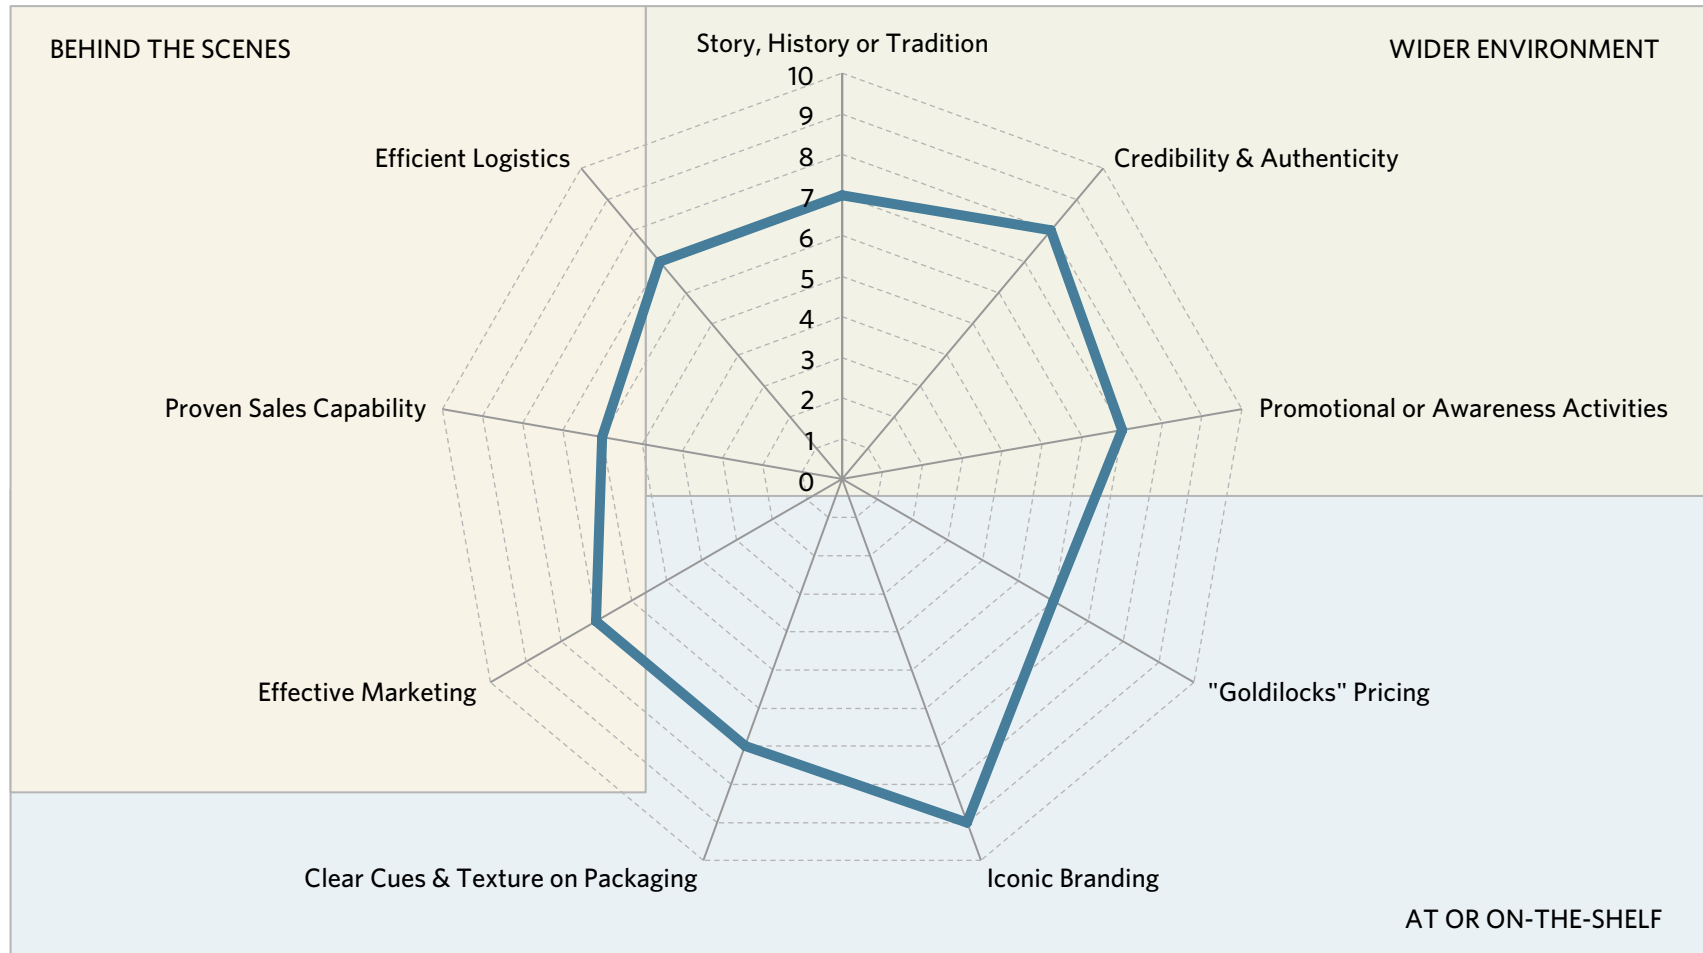 BEHIND THE SCENES
WIDER ENVIRONMENT
Story, History or Tradition
10
9
8
7
6
5
4
3
2
1
0
Efficient Logistics
Credibility & Authenticity
Proven Sales Capability
Promotional or Awareness Activities
Effective Marketing
"Goldilocks" Pricing
Clear Cues & Texture on Packaging
Iconic Branding
AT OR ON-THE-SHELF